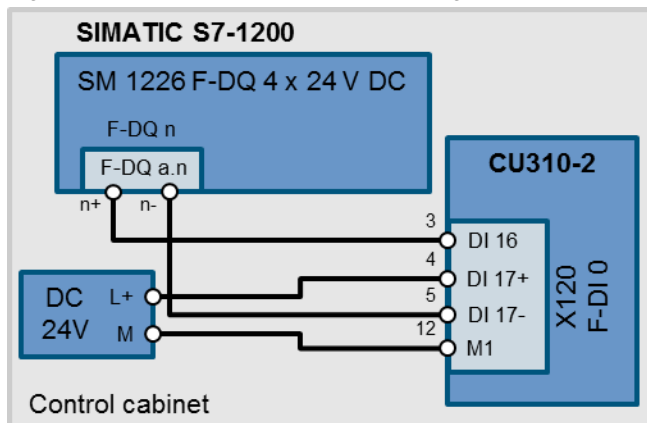 SIMATIC S7-1200
SM 1226 F-DQ 4 x 24 V DC
F-DQ n
F-DQ a.n
n+ n-
CU310-2
3
DI 16
4
DI 17+
5
DI 17-
12
M1
X120
F-DI 0
DC
24V
L+
M
Control cabinet